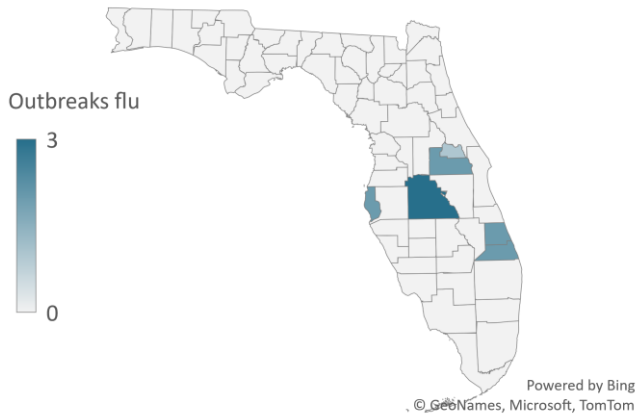 Outbreaks flu
3
0
Powered by Bing
© GeoNames, Microsoft, TomTom